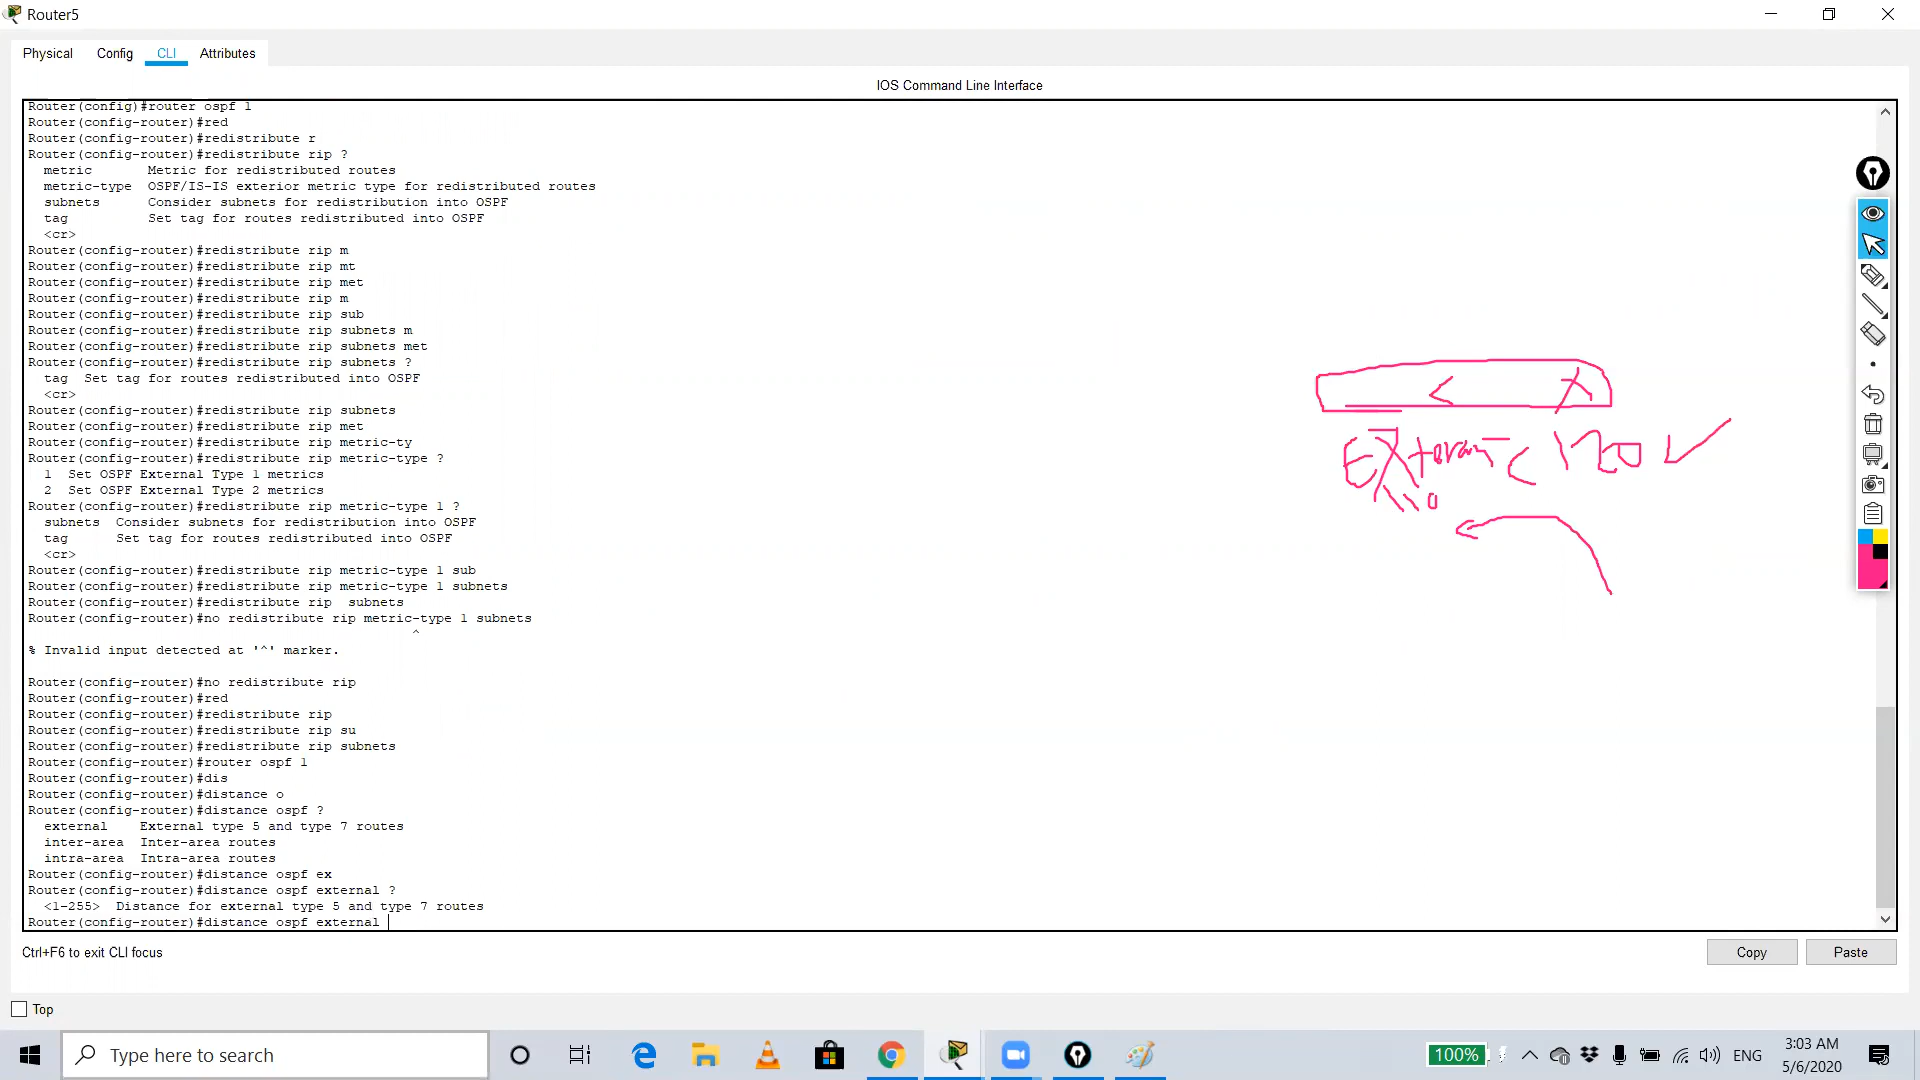 Router5
Physical Config CLI Attributes
IOS Command Line Interface
Router(config)#router ospf 1
Router(config-router)#red
Router(config-router)#redistribute r
Router(config-router)#redistribute rip ?
metric Metric for redistributed routes
metric-type OSPF/IS-IS exterior metric type for redistributed routes
subnets Consider subnets for redistribution into OSPF
tag Set tag for routes redistributed into OSPF
<cr>
Router(config-router)#redistribute rip m
Router(config-router)#redistribute rip mt
Router(config-router)#redistribute rip met
Router(config-router)#redistribute rip m
Router(config-router)#redistribute rip sub
Router(config-router)#redistribute rip subnets m
Router(config-router)#redistribute rip subnets met
Router(config-router)#redistribute rip subnets ?
tag Set tag for routes redistributed into OSPF
<cr>
Router(config-router)#redistribute rip subnets
Router(config-router)#redistribute rip met
Router(config-router)#redistribute rip metric-ty
Router(config-router)#redistribute rip metric-type ?
1 Set OSPF External Type 1 metrics
2 Set OSPF External Type 2 metrics
Router(config-router)#redistribute rip metric-type 1 ?
subnets Consider subnets for redistribution into OSPF
tag Set tag for routes redistributed into OSPF
<cr>
Router(config-router)#redistribute rip metric-type 1 sub
Router(config-router)#redistribute rip metric-type 1 subnets
Router(config-router)#redistribute rip  subnets
Router(config-router)#no redistribute rip metric-type 1 subnets
^
% Invalid input detected at '^' marker.
Router(config-router)#no redistribute rip
Router(config-router)#red
Router(config-router)#redistribute rip
Router(config-router)#redistribute rip su
Router(config-router)#redistribute rip subnets
Router(config-router)#router ospf 1
Router(config-router)#dis
Router(config-router)#distance o
Router(config-router)#distance ospf ?
external External type 5 and type 7 routes
inter-area Inter-area routes
intra-area Intra-area routes
Router(config-router)#distance ospf ex
Router(config-router)#distance ospf external ?
<1-255> Distance for external type 5 and type 7 routes
Router(config-router)#distance ospf external
< 120
110
Ctrl+F6 to exit CLI focus
Copy Paste
Top
Type here to search
100%
ENG
3:03 AM
5/6/2020